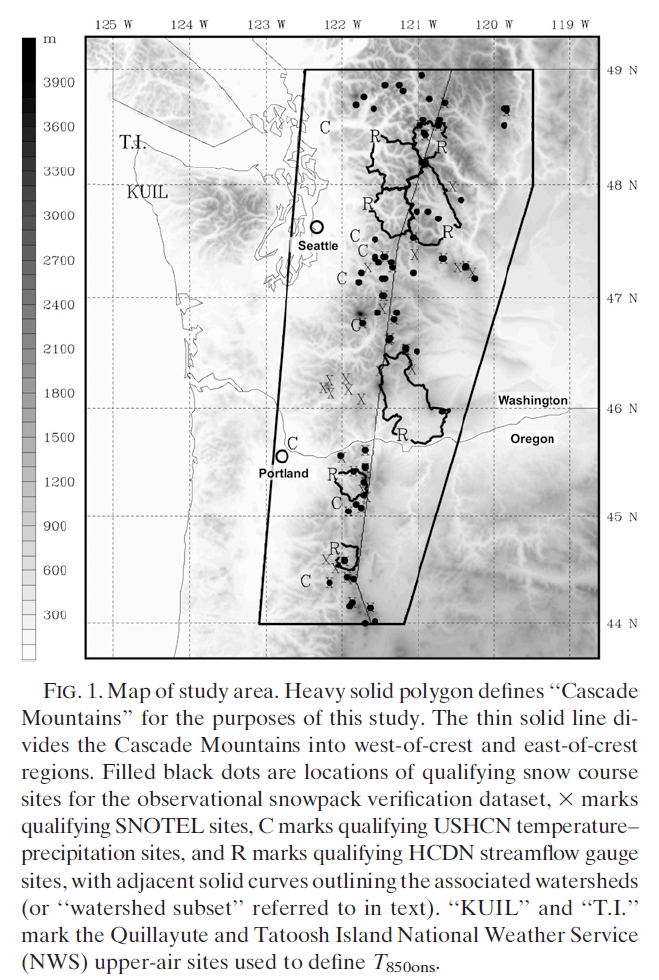 125 W 124 W 123 W 122 W 121 W 120 W 119 W
m
3900
3600
3300
3000
2700
2400
2100
1800
1500
1200
900
600
300
49 N
48 N
47 N
46 N
45 N
44 N
T.I.
KUIL
C
R
R
X
R
R
Seattle
C
C
X
X
X
C
X
X
C
X
X
X
X
X
X
X
Washington
Oregon
R
C
Portland
R
C
R
X
C
FIG. 1. Map of study area. Heavy solid polygon defines “Cascade
Mountains” for the purposes of this study. The thin solid line di-
vides the Cascade Mountains into west-of-crest and east-of-crest
regions. Filled black dots are locations of qualifying snow course
sites for the observational snowpack verification dataset, × marks
qualifying SNOTEL sites, C marks qualifying USHCN temperature–
precipitation sites, and R marks qualifying HCDN streamflow gauge
sites, with adjacent solid curves outlining the associated watersheds
(or “watershed subset” referred to in text). “KUIL” and “T.I.”
mark the Quillayute and Tatoosh Island National Weather Service
(NWS) upper-air sites used to define T850ons.